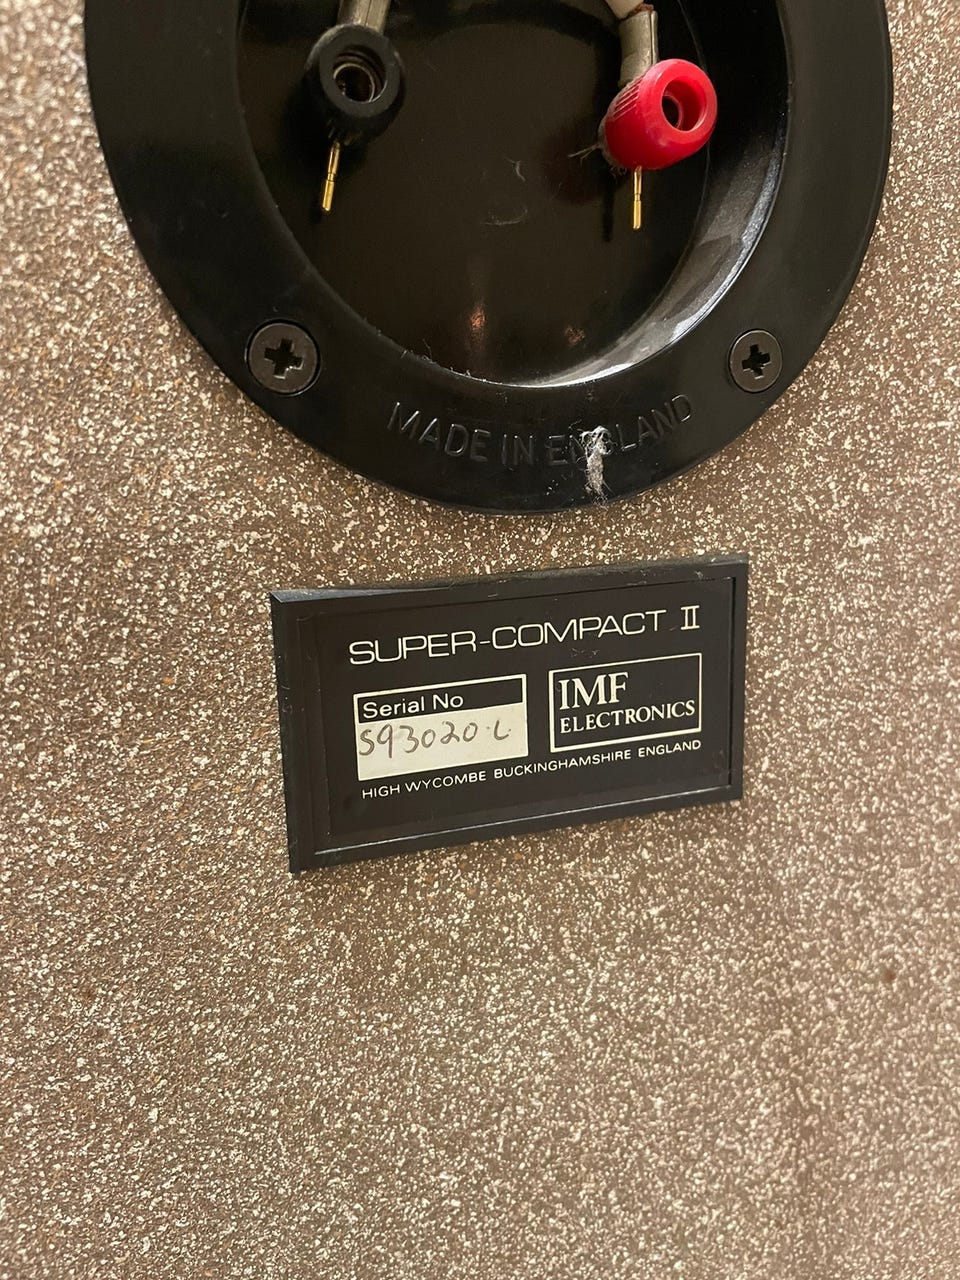 MADE IN ENGLAND
SUPER-COMPACT II
Serial No
S93020·L
IMF
ELECTRONICS
HIGH WYCOMBE BUCKINGHAMSHIRE ENGLAND